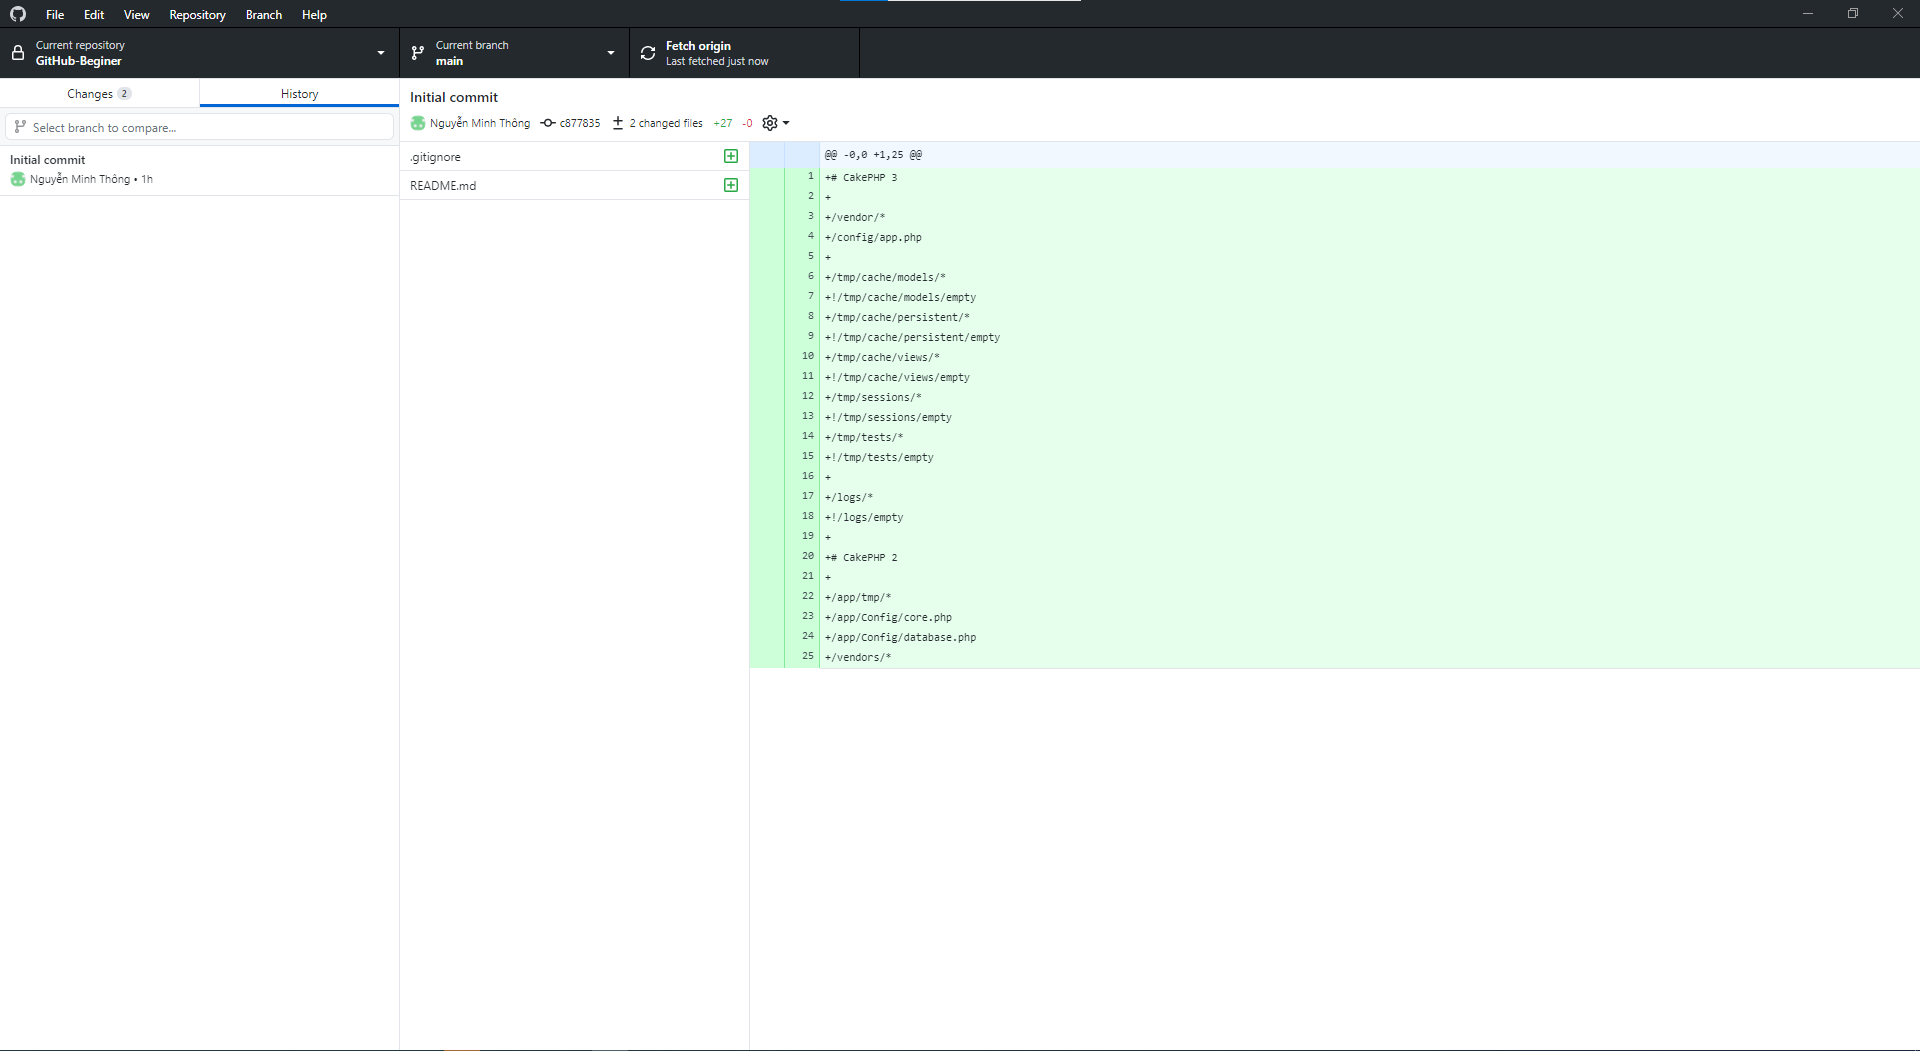 File Edit View Repository Branch Help
Current repository
GitHub-Beginer
Current branch
main
Fetch origin
Last fetched just now
Changes 2
History
Select branch to compare...
Initial commit
Nguyễn Minh Thông • 1h
Initial commit
Nguyễn Minh Thông c877835 2 changed files +27 -0
.gitignore
README.md
@@ -0,0 +1,25 @@
1 +# CakePHP 3
2 +
3 +/vendor/*
4 +/config/app.php
5 +
6 +/tmp/cache/models/*
7 +!/tmp/cache/models/empty
8 +/tmp/cache/persistent/*
9 +!/tmp/cache/persistent/empty
10 +/tmp/cache/views/*
11 +!/tmp/cache/views/empty
12 +/tmp/sessions/*
13 +!/tmp/sessions/empty
14 +/tmp/tests/*
15 +!/tmp/tests/empty
16 +
17 +/logs/*
18 +!/logs/empty
19 +
20 +# CakePHP 2
21 +
22 +/app/tmp/*
23 +/app/Config/core.php
24 +/app/Config/database.php
25 +/vendors/*